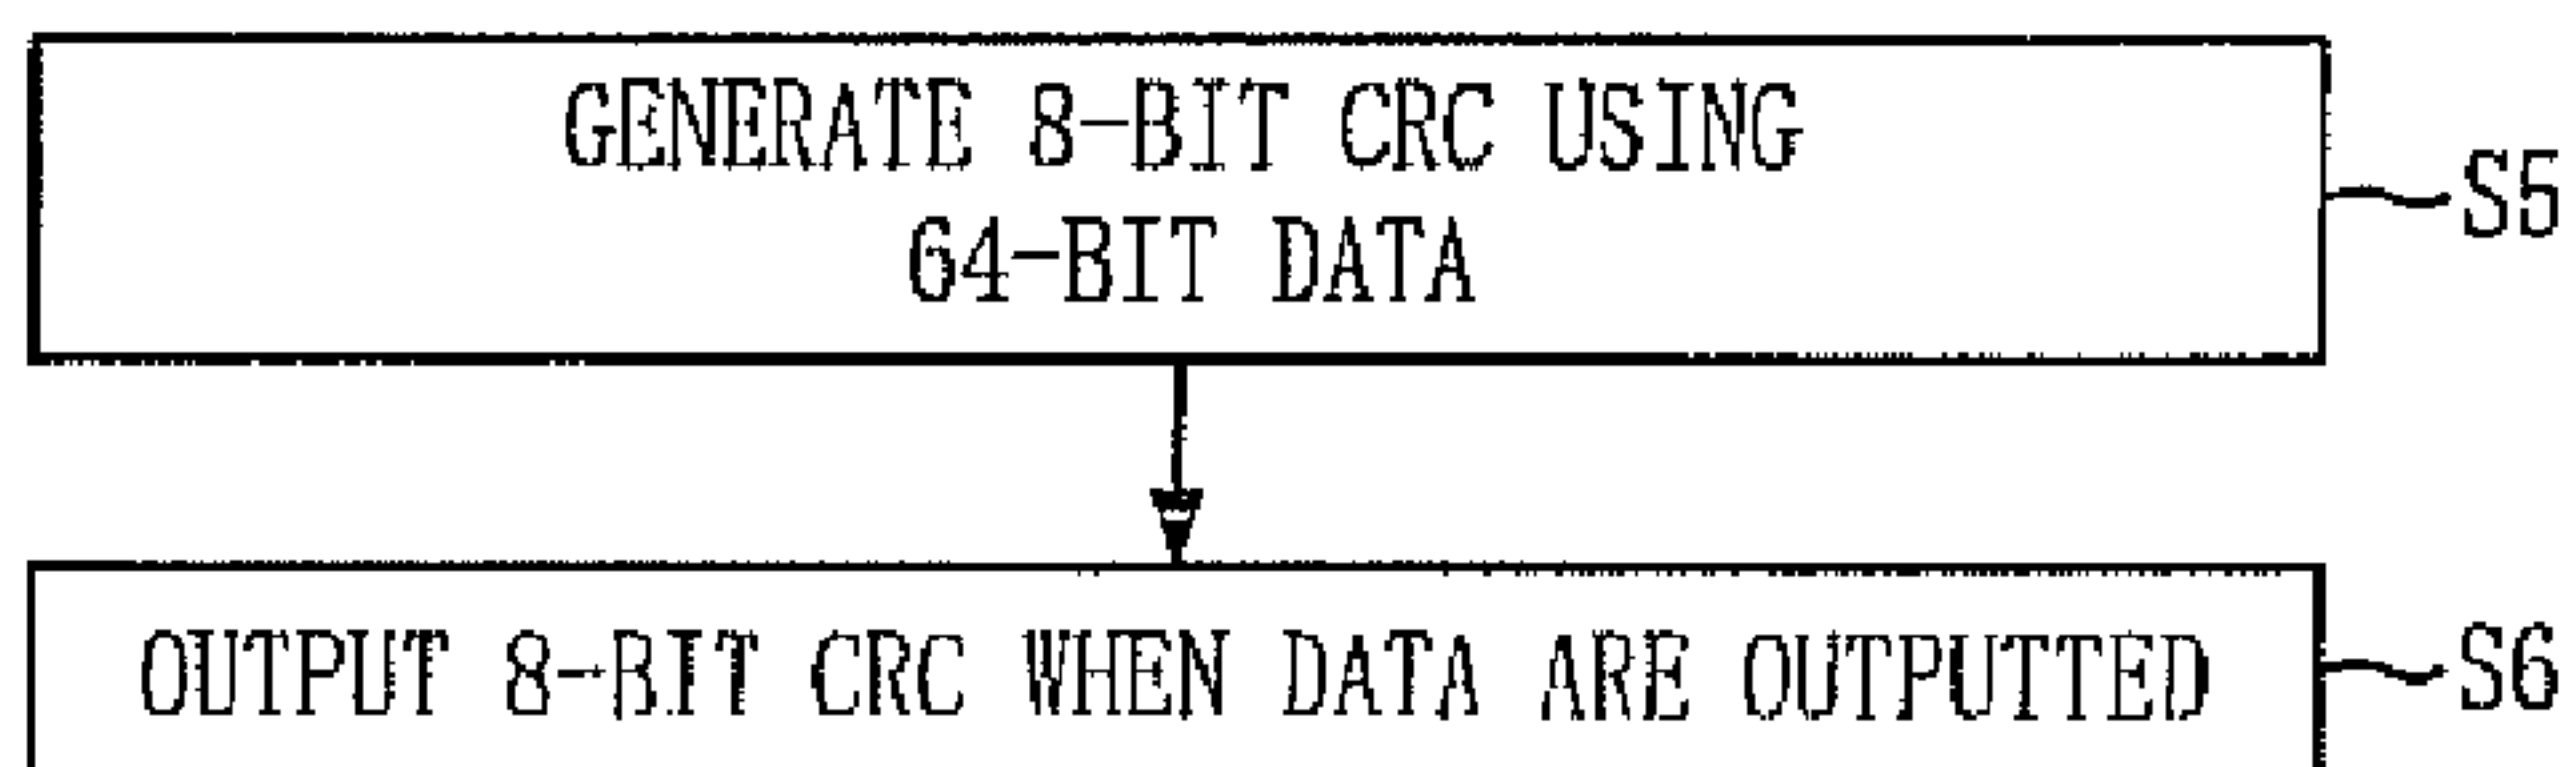 GENERATE 8-BIT CRC USING
64-BIT DATA
S5
OUTPUT 8-BIT CRC WHEN DATA ARE OUTPUTTED
S6